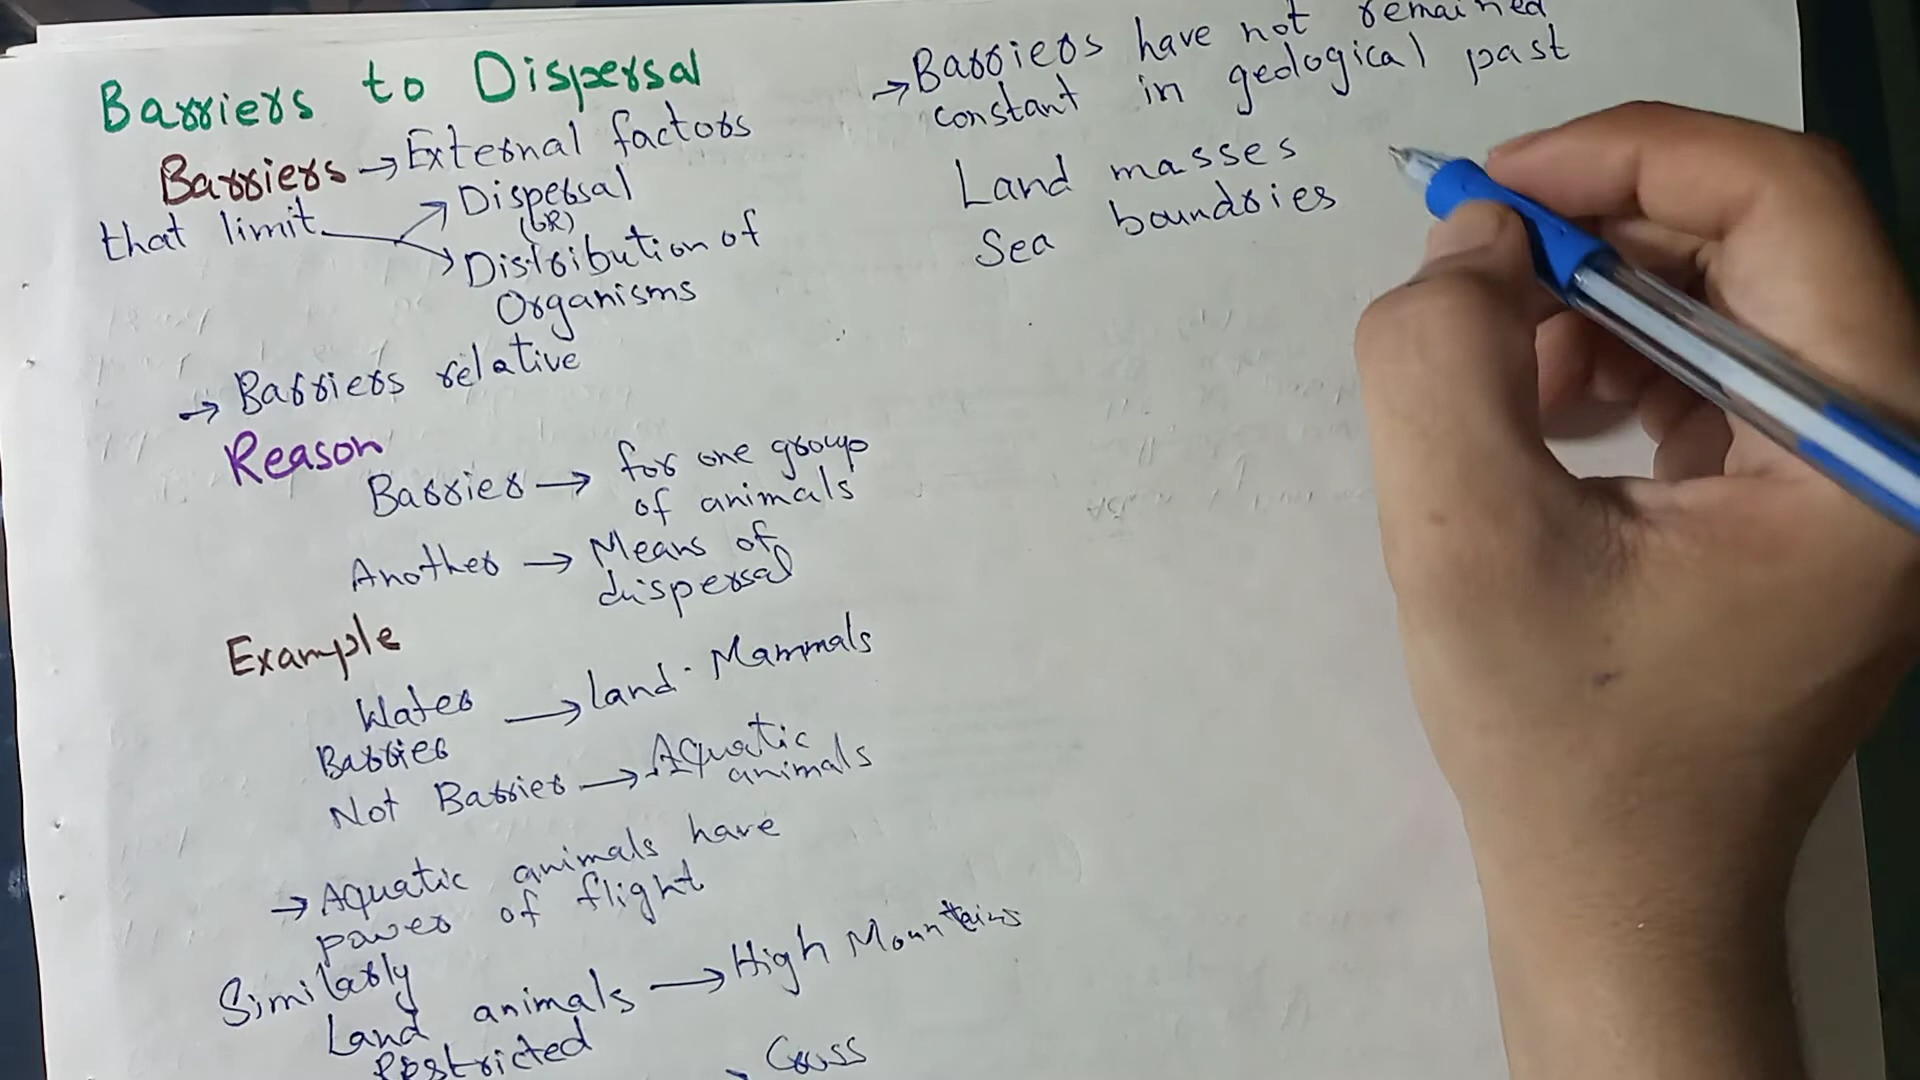 Barriers to Dispersal
Barriers → External factors
that limit → Dispersal
(OR)
→ Distribution of
Organisms
→ Barriers relative
Reason
Barrier → for one group
of animals
Another → Means of
dispersal
Example
Water → Land-Mammals
Barrier
Not Barrier → Aquatic
animals
→ Aquatic animals have
power of flight
Similarly
Land animals → High Mountains
Restricted
Cross
→ Barriers have not remained
constant in geological past
Land masses
Sea boundries